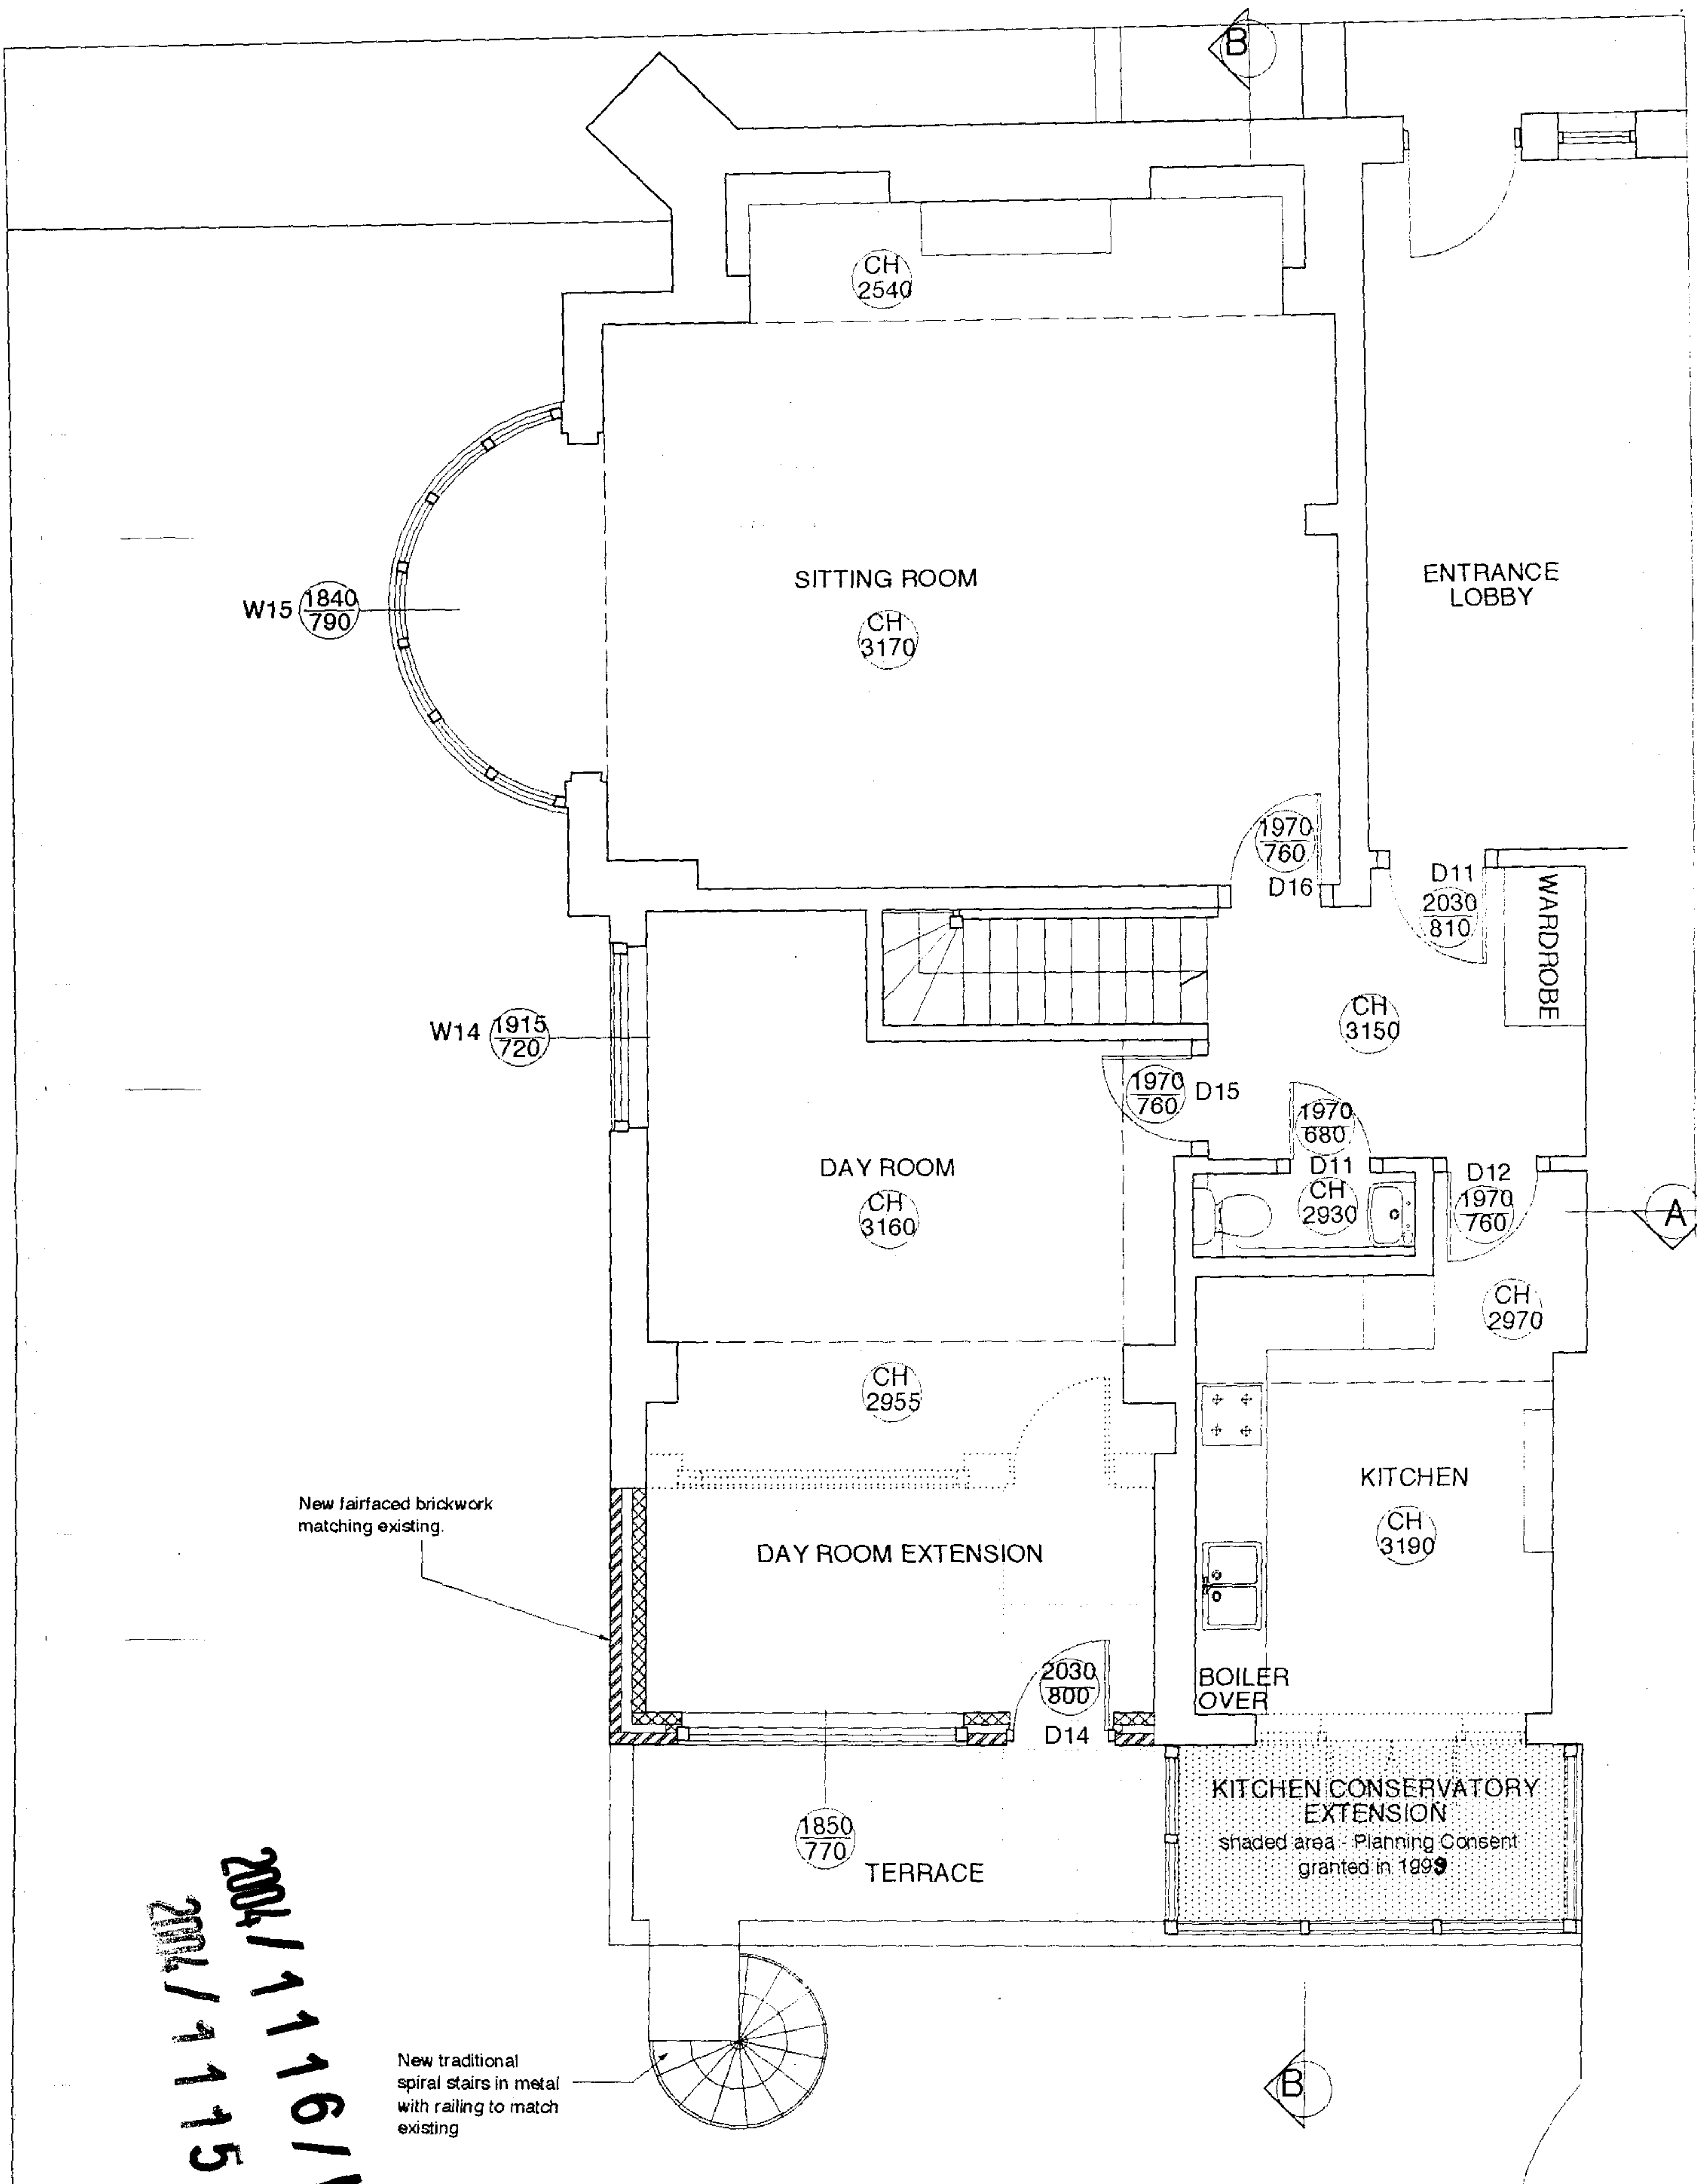 B
CH
2540
SITTING ROOM
CH
3170
ENTRANCE
LOBBY
W15 1840
790
1970
760
D16
D11
2030
810
WARDROBE
CH
3150
W14 1915
720
1970
760 D15
1970
680
D11
CH
2930
D12
1970
760
A
DAY ROOM
CH
3160
CH
2970
CH
2955
KITCHEN
CH
3190
New fairfaced brickwork
matching existing.
DAY ROOM EXTENSION
2030
800
D14
BOILER
OVER
KITCHEN CONSERVATORY
EXTENSION
shaded area - Planning Consent
granted in 1999
1850
770
TERRACE
New traditional
spiral stairs in metal
with railing to match
existing
B
2004/1116/
2004/1115